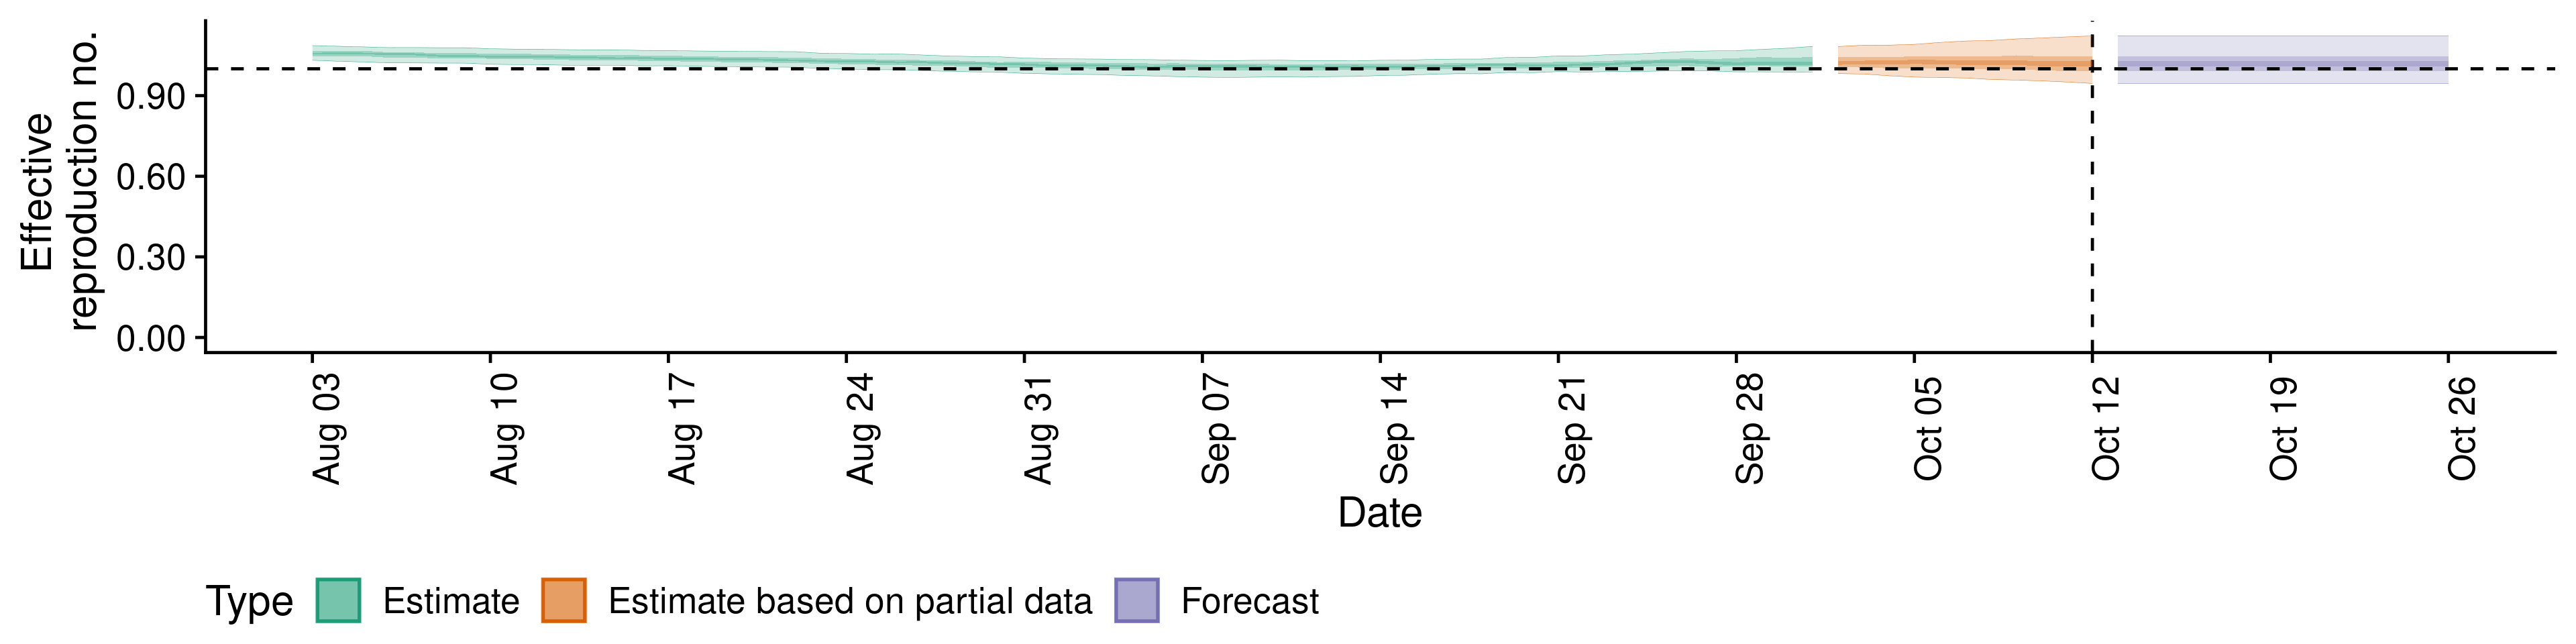 Effective
reproduction no.
0.90
0.60
0.30
0.00
Aug 03
Aug 10
Aug 17
Aug 24
Aug 31
Sep 07
Sep 14
Sep 21
Sep 28
Oct 05
Oct 12
Oct 19
Oct 26
Date
Type Estimate Estimate based on partial data Forecast